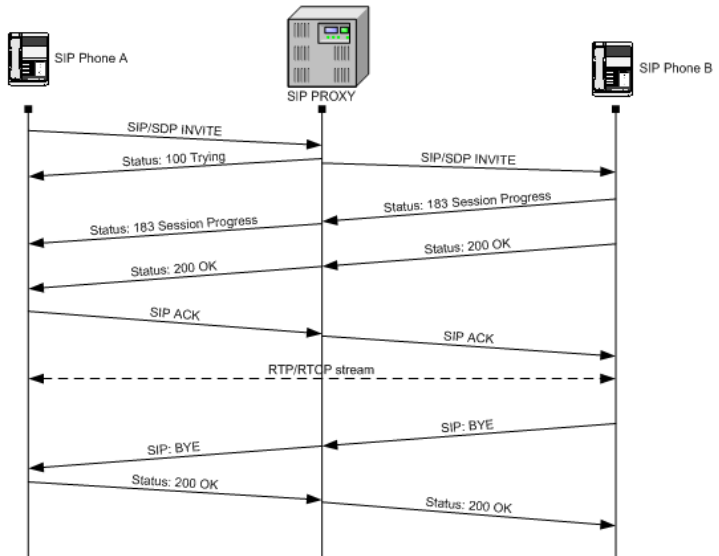 SIP Phone A
SIP PROXY
SIP Phone B
SIP/SDP INVITE
Status: 100 Trying
SIP/SDP INVITE
Status: 183 Session Progress
Status: 183 Session Progress
Status: 200 OK
Status: 200 OK
SIP ACK
SIP ACK
RTP/RTCP stream
SIP: BYE
SIP: BYE
Status: 200 OK
Status: 200 OK